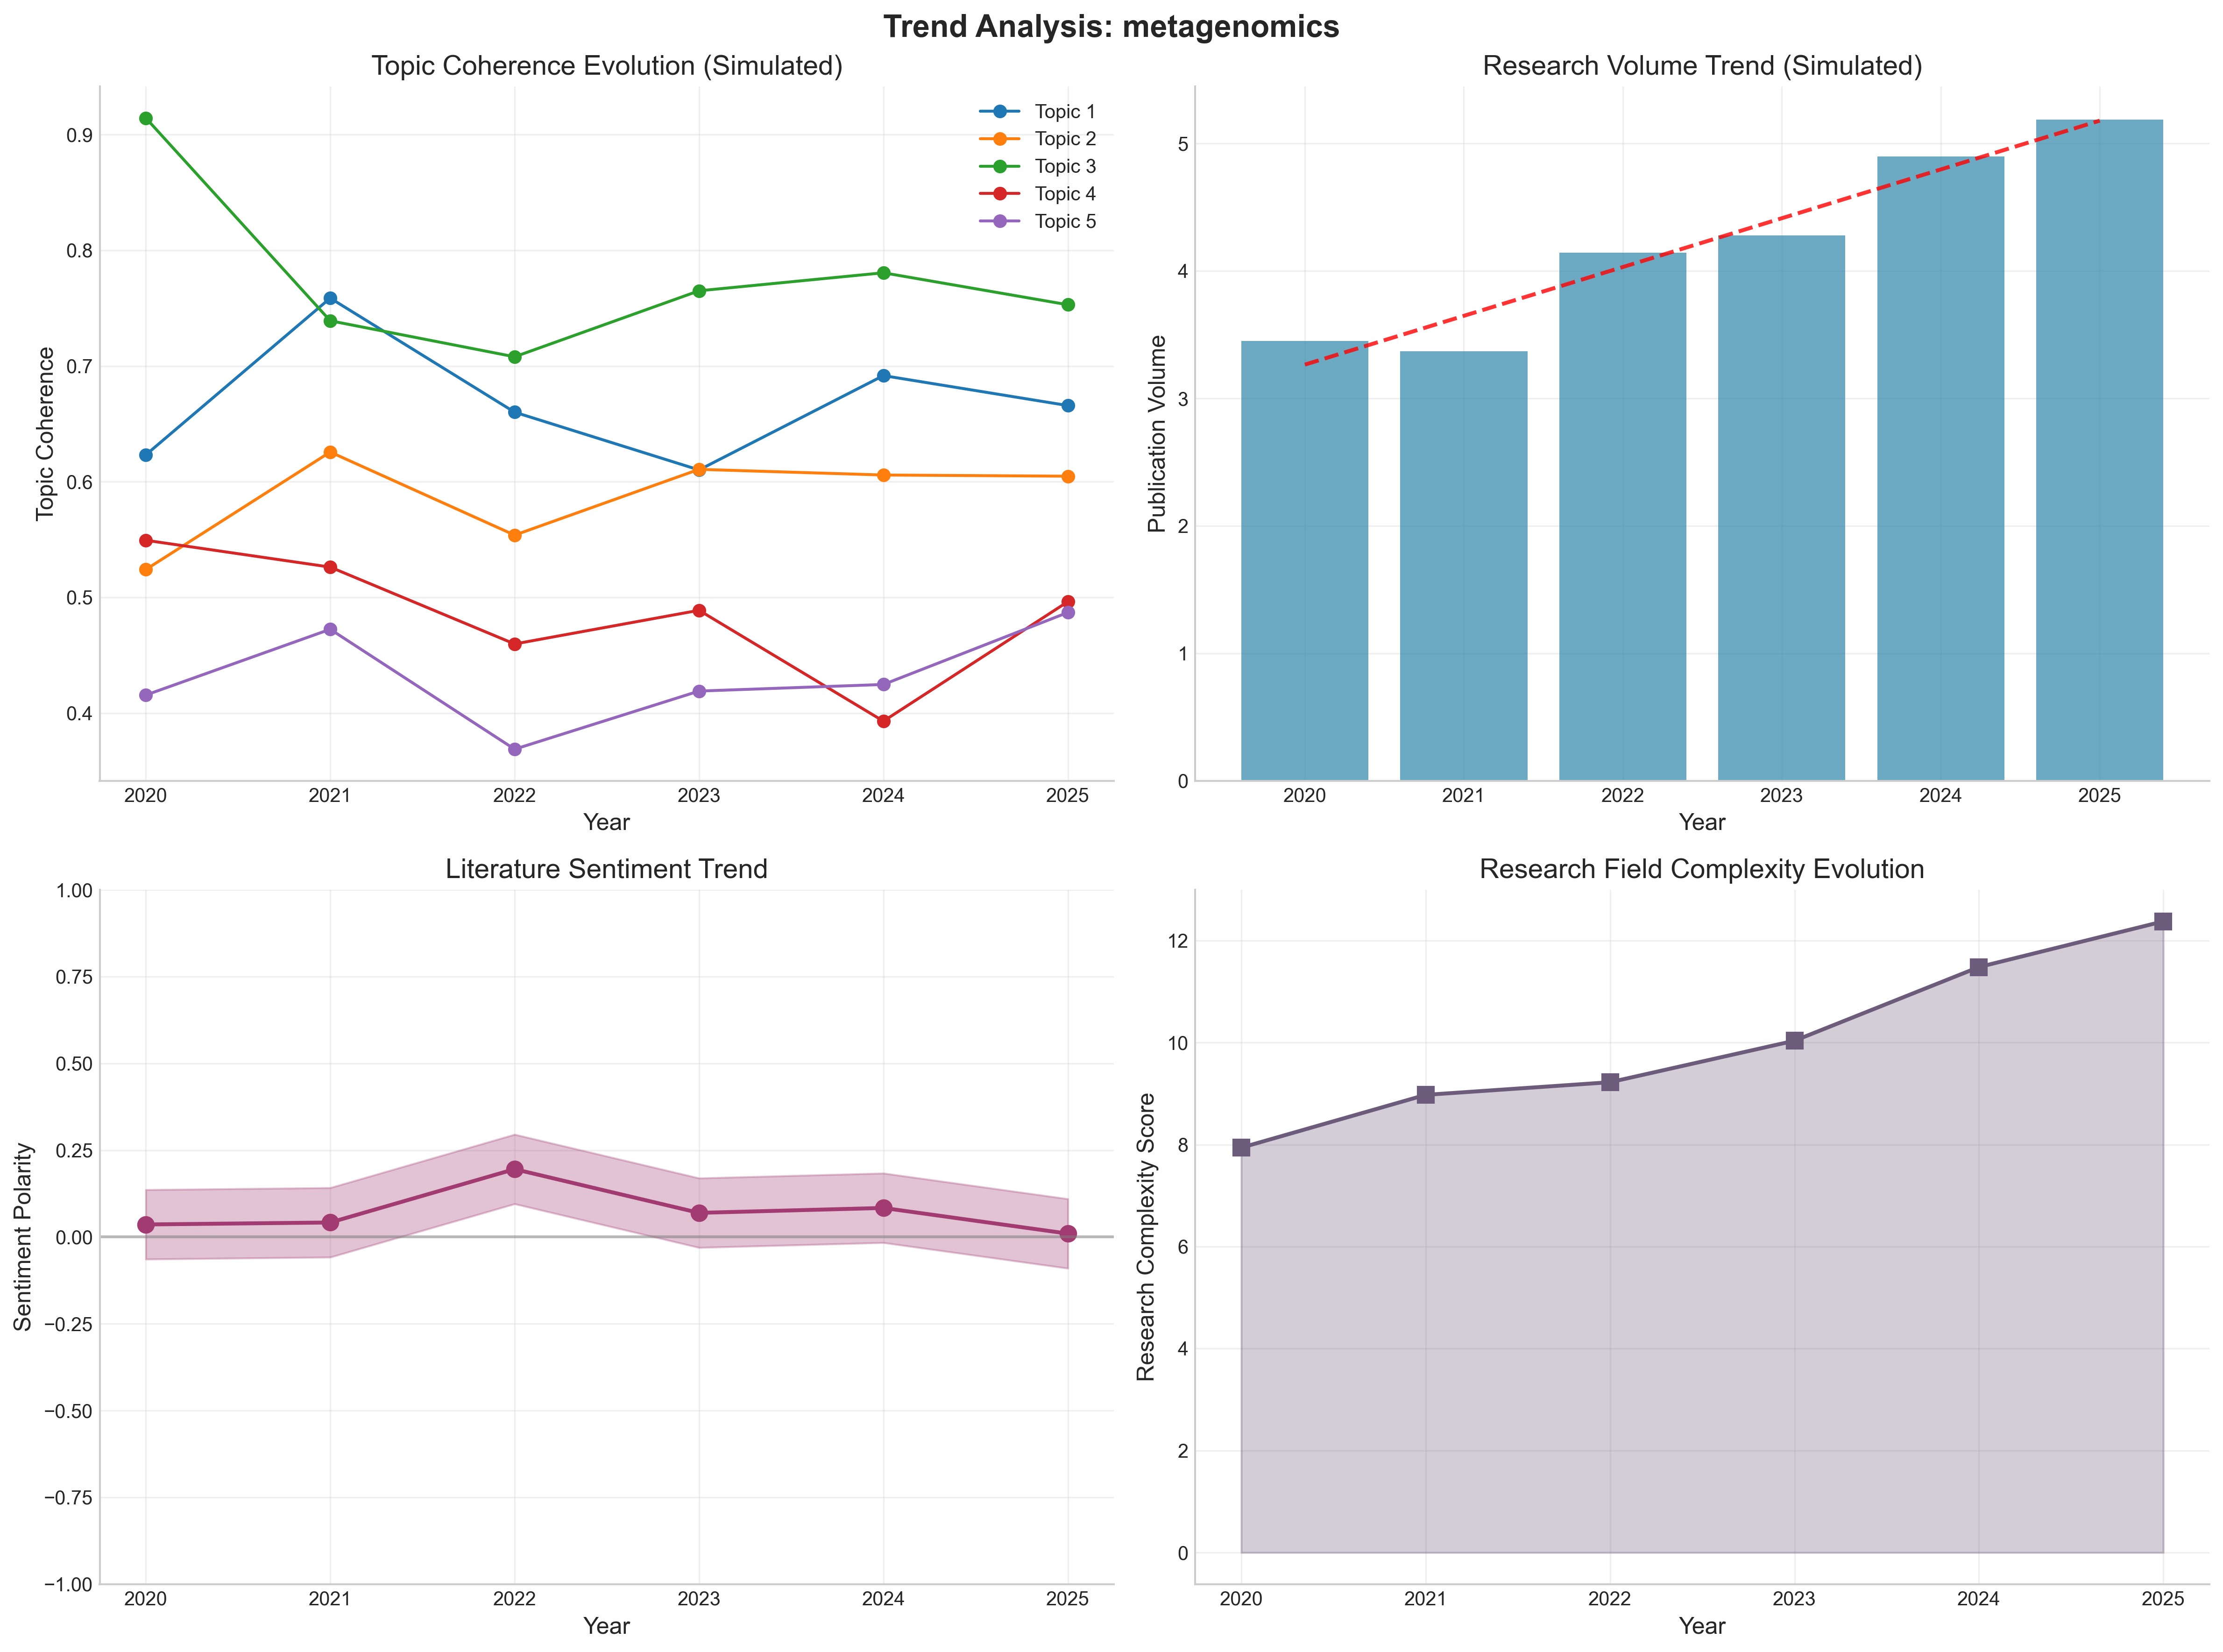 Trend Analysis: metagenomics
Topic Coherence Evolution (Simulated)
Topic Coherence
0.9
0.8
0.7
0.6
0.5
0.4
Topic 1
Topic 2
Topic 3
Topic 4
Topic 5
2020 2021 2022 2023 2024 2025
Year
Research Volume Trend (Simulated)
Publication Volume
5
4
3
2
1
0
2020 2021 2022 2023 2024 2025
Year
Literature Sentiment Trend
Sentiment Polarity
1.00
0.75
0.50
0.25
0.00
−0.25
−0.50
−0.75
−1.00
2020 2021 2022 2023 2024 2025
Year
Research Field Complexity Evolution
Research Complexity Score
12
10
8
6
4
2
0
2020 2021 2022 2023 2024 2025
Year